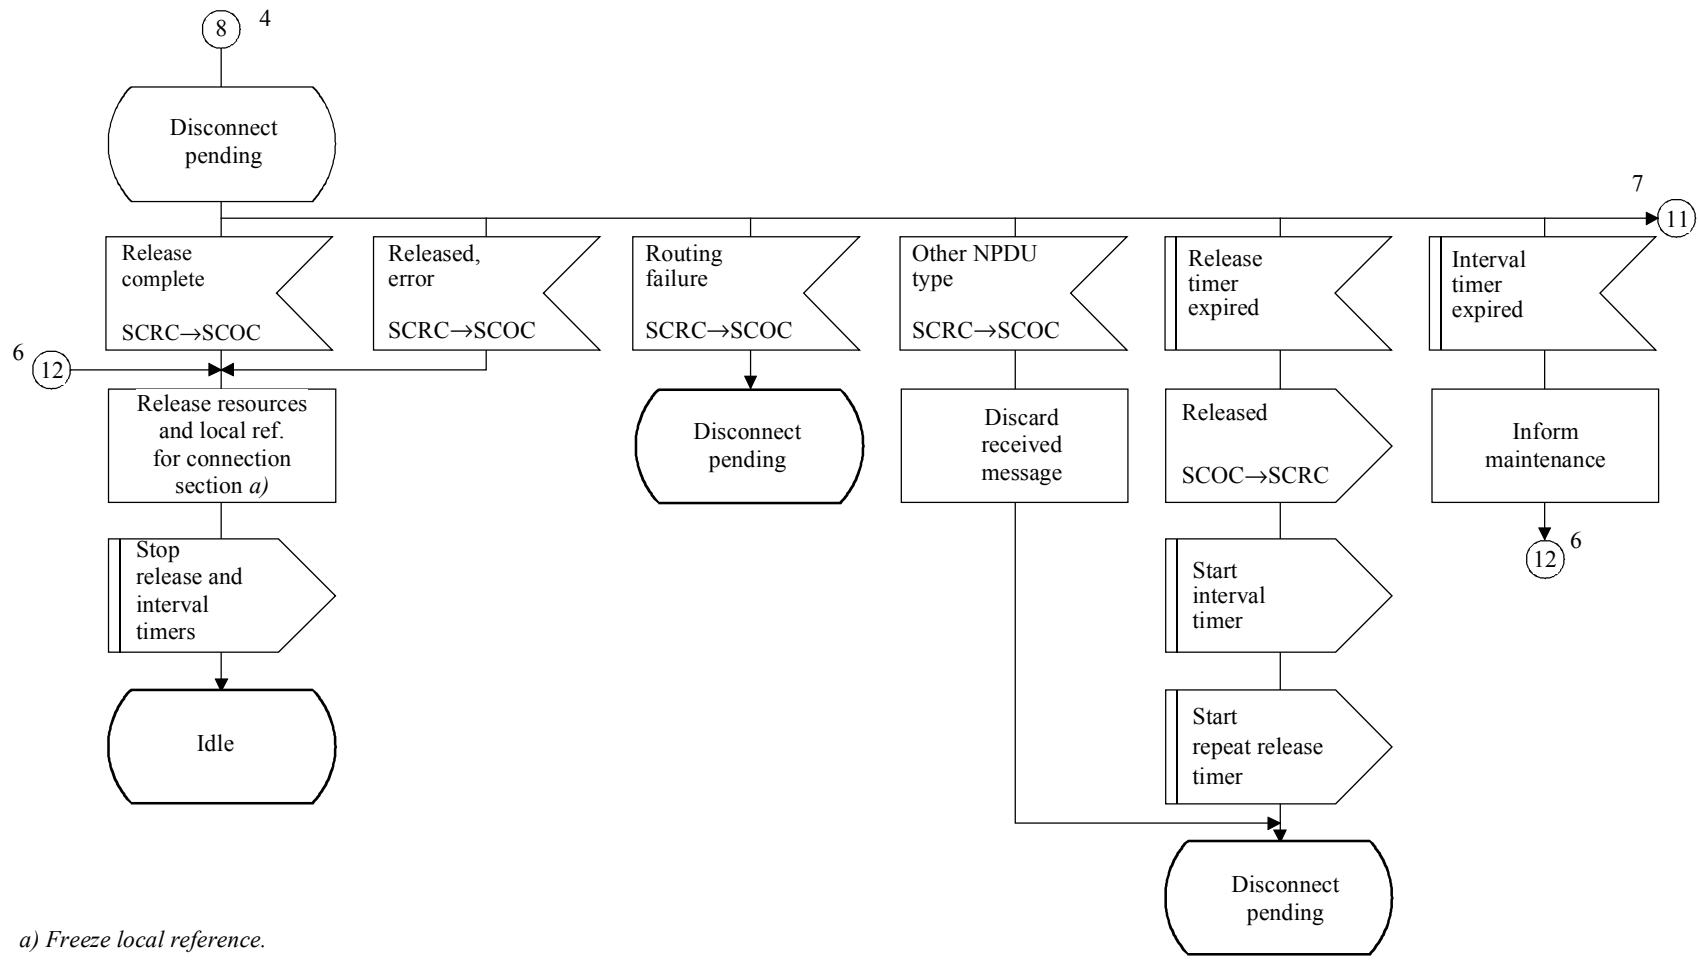 8 4
Disconnect
pending
7
11
Release
complete
SCRC→SCOC
Released,
error
SCRC→SCOC
Routing
failure
SCRC→SCOC
Other NPDU
type
SCRC→SCOC
Release
timer
expired
Interval
timer
expired
6
12
Release resources
and local ref.
for connection
section a)
Disconnect
pending
Discard
received
message
Released
SCOC→SCRC
Inform
maintenance
Stop
release and
interval
timers
Start
interval
timer
12 6
Idle
Start
repeat release
timer
Disconnect
pending
a) Freeze local reference.